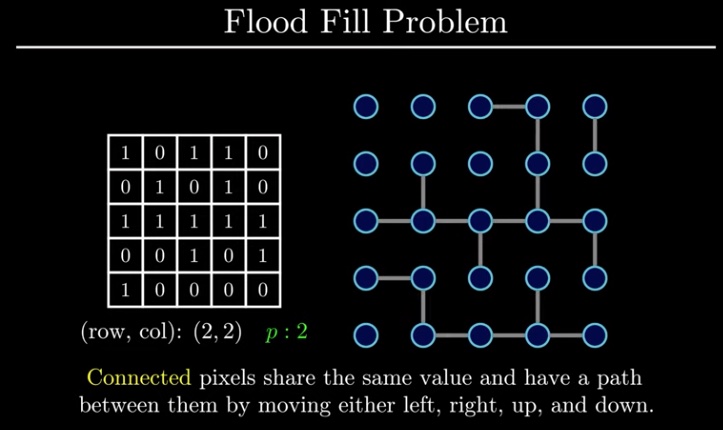 Flood Fill Problem
1 0 1 1 0
0 1 0 1 0
1 1 1 1 1
0 0 1 0 1
1 0 0 0 0
(row, col): (2, 2) p : 2
Connected pixels share the same value and have a path
between them by moving either left, right, up, and down.